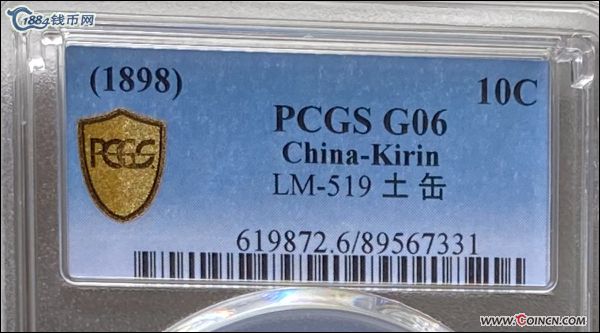 1884钱币网
(1898)
10C
PCGS G06
China-Kirin
PCGS
LM-519 土缶
619872.6/89567331
www.COINCN.com